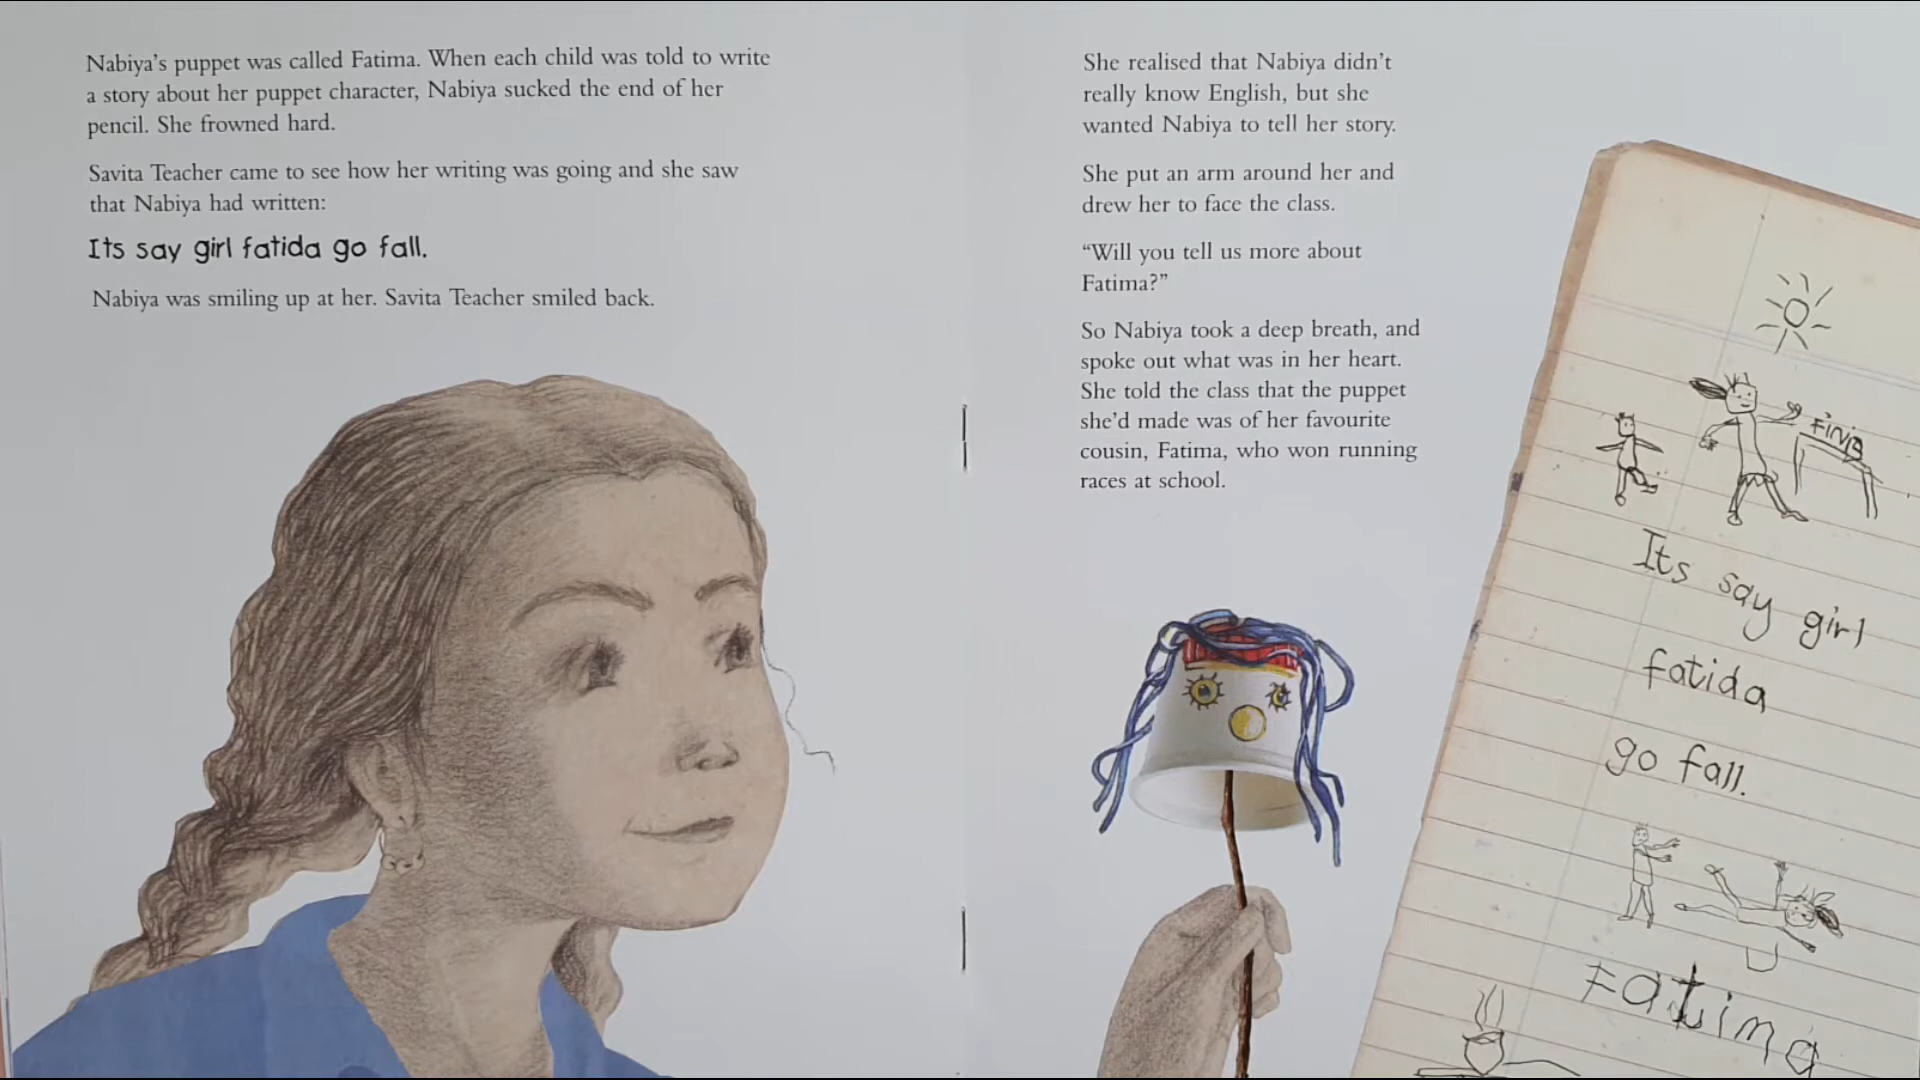 Nabiya's puppet was called Fatima. When each child was told to write
a story about her puppet character, Nabiya sucked the end of her
pencil. She frowned hard.
Savita Teacher came to see how her writing was going and she saw
that Nabiya had written:
Its say girl fatida go fall.
Nabiya was smiling up at her. Savita Teacher smiled back.
She realised that Nabiya didn't
really know English, but she
wanted Nabiya to tell her story.
She put an arm around her and
drew her to face the class.
“Will you tell us more about
Fatima?”
So Nabiya took a deep breath, and
spoke out what was in her heart.
She told the class that the puppet
she'd made was of her favourite
cousin, Fatima, who won running
races at school.
Its say girl
fatida
go fall.
Fatima